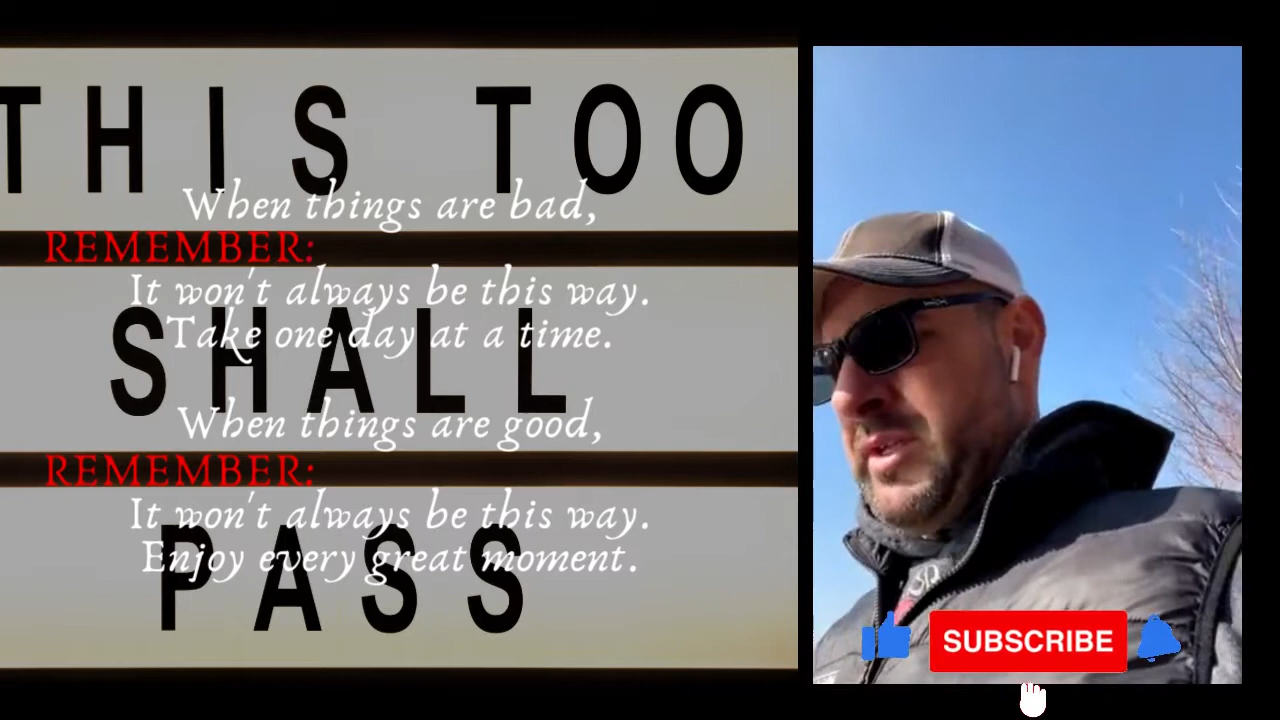 THIS TOO
When things are bad,
REMEMBER:
It won't always be this way.
SHALL
Take one day at a time.
When things are good,
REMEMBER:
It won't always be this way.
PASS
Enjoy every great moment.
SUBSCRIBE